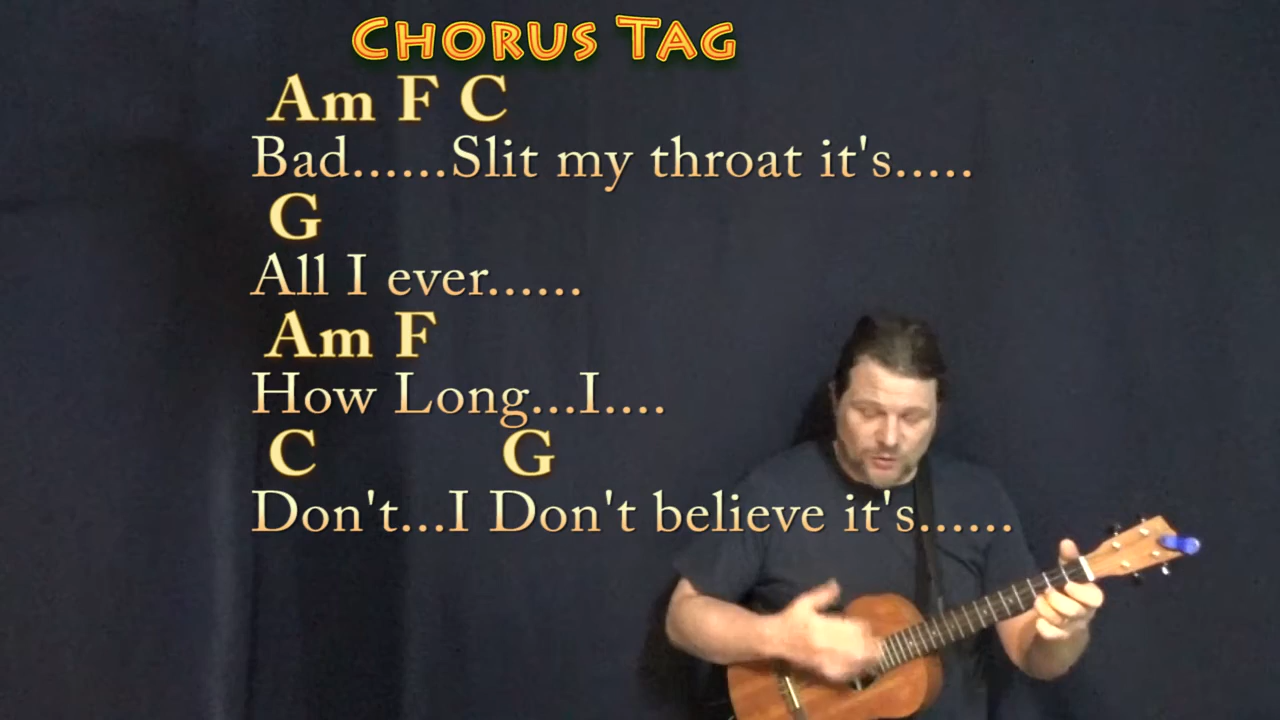 Chorus Tag
Am F C
Bad......Slit my throat it's.....
G
All I ever......
Am F
How Long...I....
C G
Don't...I Don't believe it's......